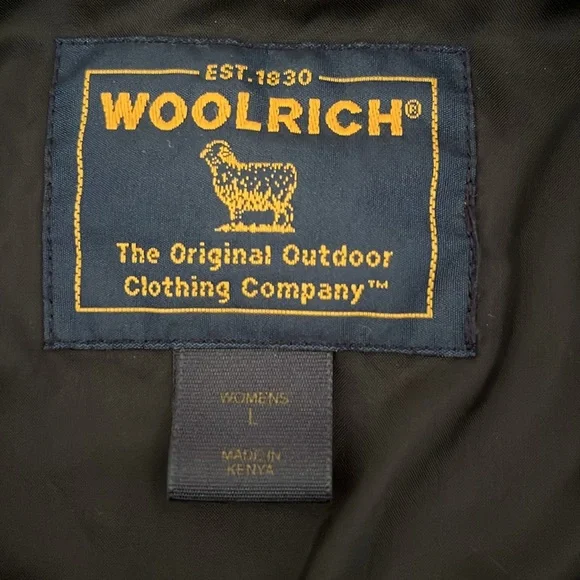 EST.1830
WOOLRICH®
The Original Outdoor
Clothing Company™
WOMENS
L
MADE IN
KENYA